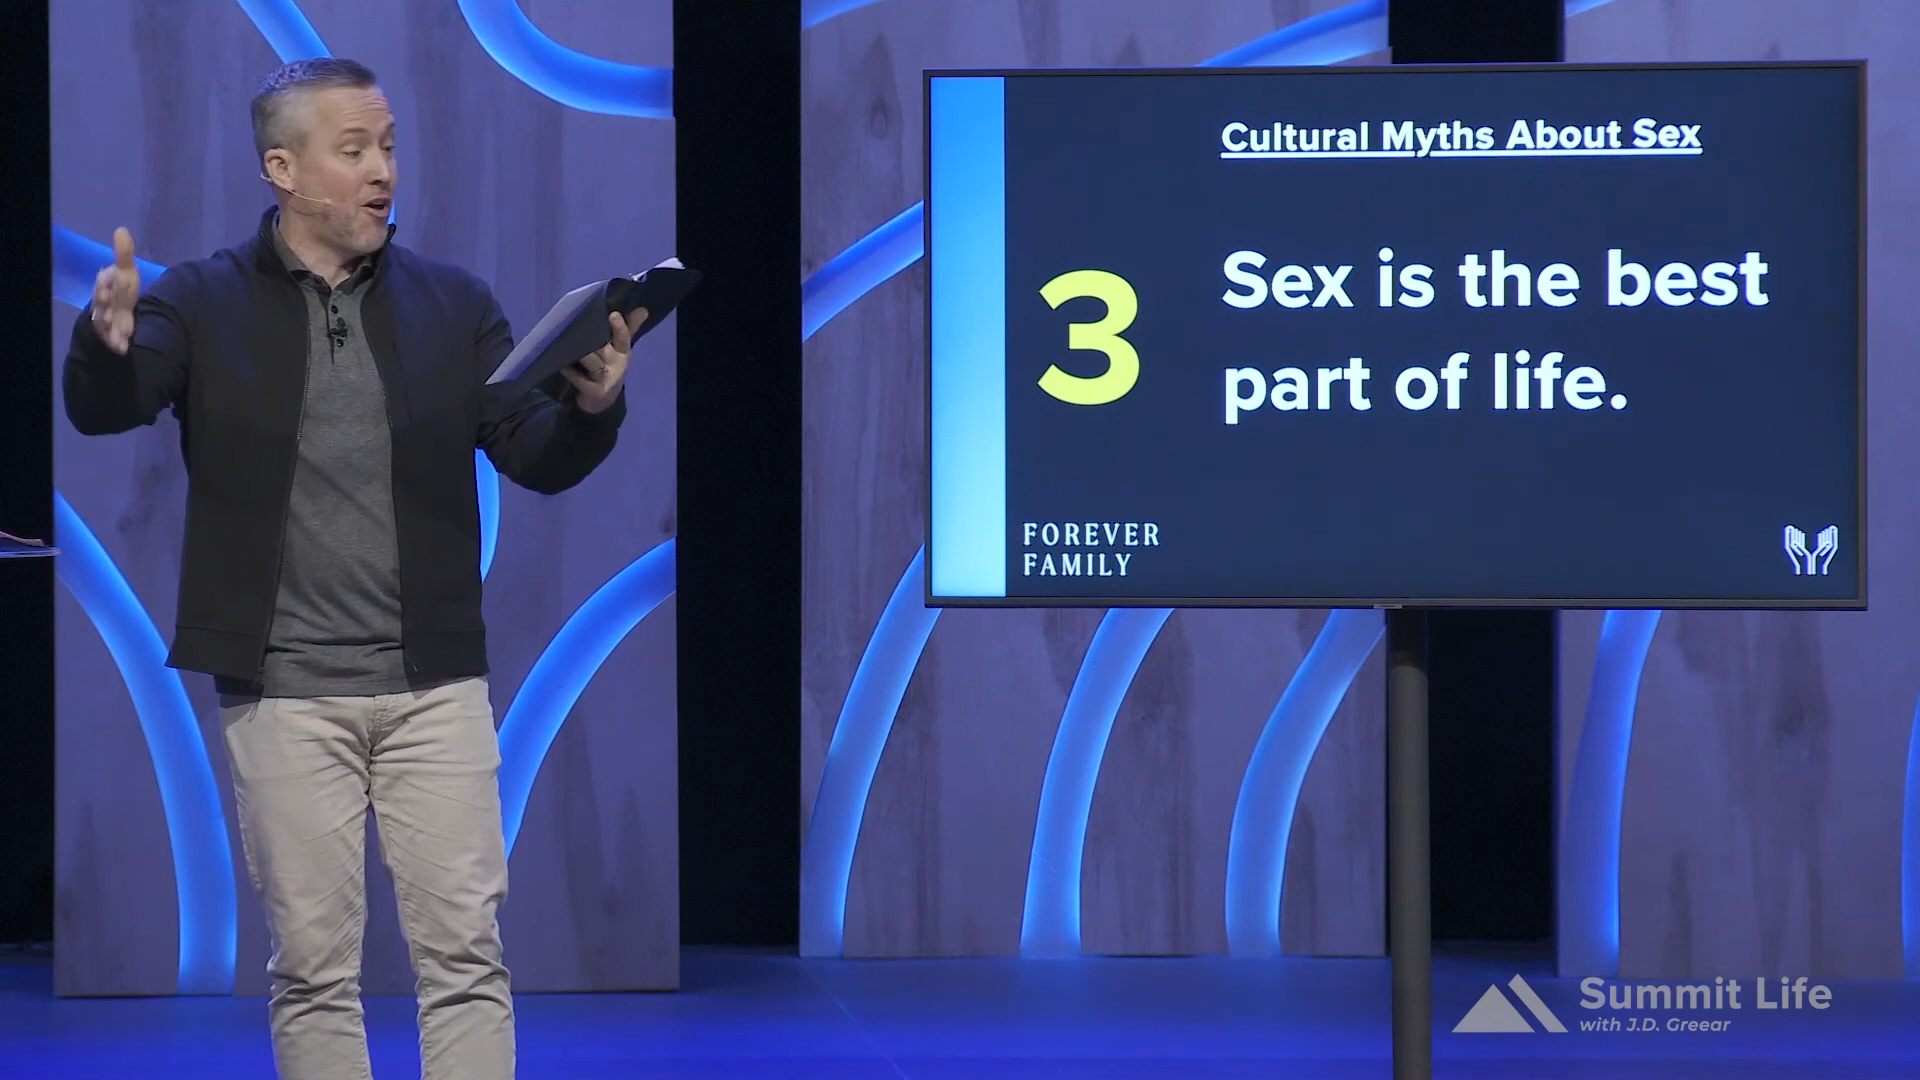 Cultural Myths About Sex
3
Sex is the best
part of life.
FOREVER
FAMILY
Summit Life
with J.D. Greear